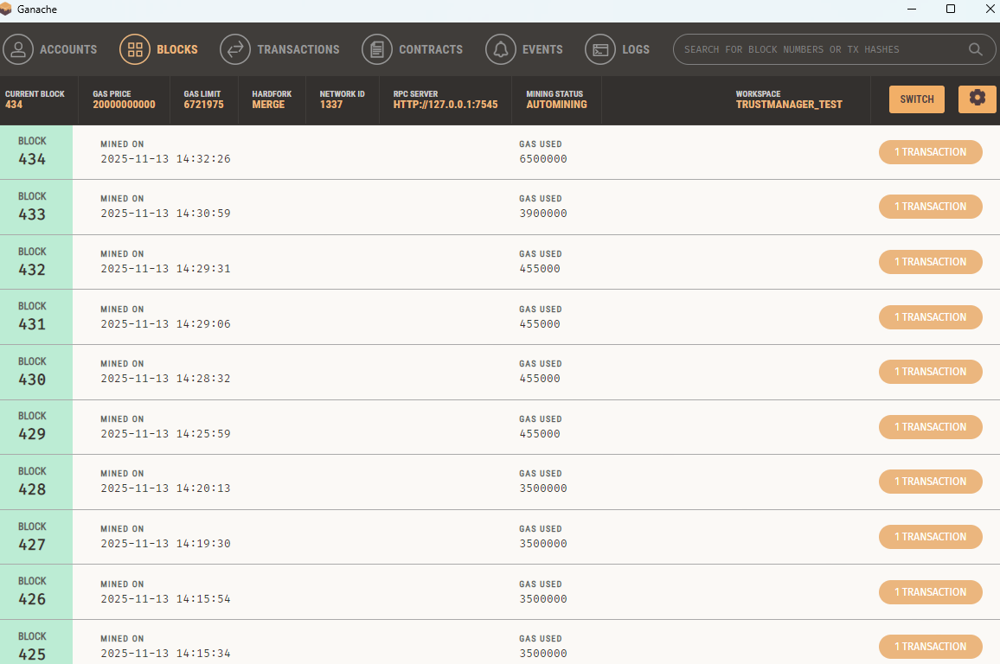 Ganache
ACCOUNTS BLOCKS TRANSACTIONS CONTRACTS EVENTS LOGS SEARCH FOR BLOCK NUMBERS OR TX HASHES
CURRENT BLOCK GAS PRICE GAS LIMIT HARDFORK NETWORK ID RPC SERVER MINING STATUS WORKSPACE
434 20000000000 6721975 MERGE 1337 HTTP://127.0.0.1:7545 AUTOMINING TRUSTMANAGER_TEST SWITCH
BLOCK MINED ON GAS USED
434 2025-11-13 14:32:26 6500000 1 TRANSACTION
BLOCK MINED ON GAS USED
433 2025-11-13 14:30:59 3900000 1 TRANSACTION
BLOCK MINED ON GAS USED
432 2025-11-13 14:29:31 455000 1 TRANSACTION
BLOCK MINED ON GAS USED
431 2025-11-13 14:29:06 455000 1 TRANSACTION
BLOCK MINED ON GAS USED
430 2025-11-13 14:28:32 455000 1 TRANSACTION
BLOCK MINED ON GAS USED
429 2025-11-13 14:25:59 455000 1 TRANSACTION
BLOCK MINED ON GAS USED
428 2025-11-13 14:20:13 3500000 1 TRANSACTION
BLOCK MINED ON GAS USED
427 2025-11-13 14:19:30 3500000 1 TRANSACTION
BLOCK MINED ON GAS USED
426 2025-11-13 14:15:54 3500000 1 TRANSACTION
BLOCK MINED ON GAS USED
425 2025-11-13 14:15:34 3500000 1 TRANSACTION